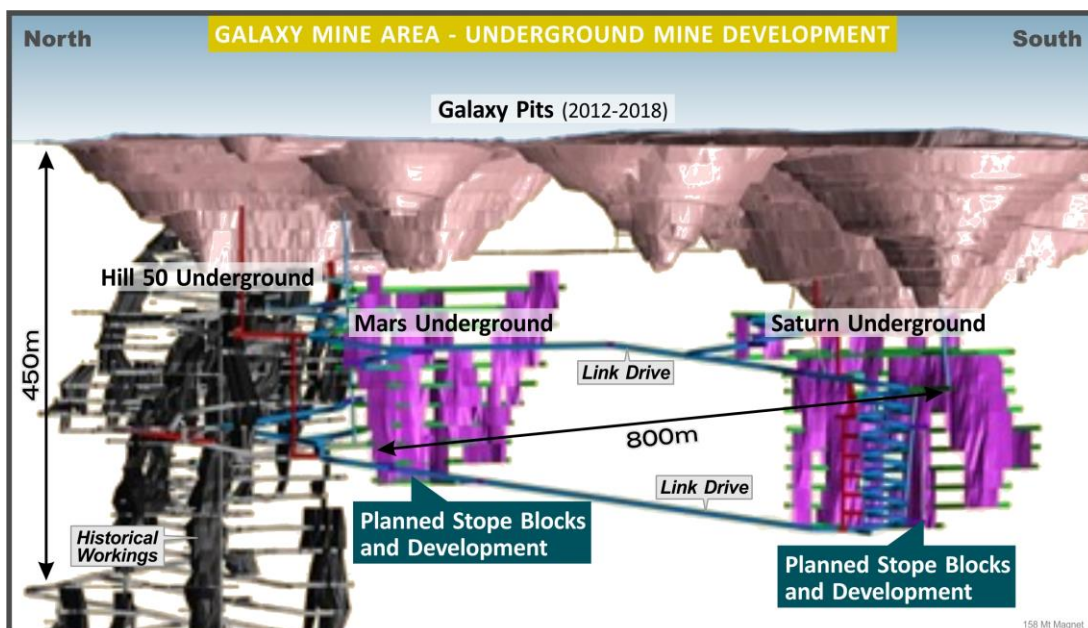 North
GALAXY MINE AREA - UNDERGROUND MINE DEVELOPMENT
South
Galaxy Pits (2012-2018)
450m
Hill 50 Underground
Mars Underground
Saturn Underground
Link Drive
800m
Link Drive
Historical
Workings
Planned Stope Blocks
and Development
Planned Stope Blocks
and Development
158 Mt Magnet